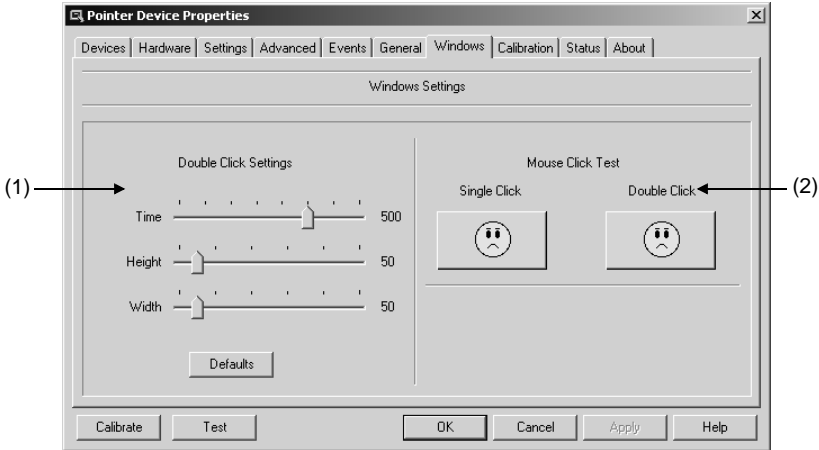 Pointer Device Properties
Devices Hardware Settings Advanced Events General Windows Calibration Status About
Windows Settings
Double Click Settings
Mouse Click Test
(1)
Single Click Double Click
(2)
Time 500
Height 50
Width 50
Defaults
Calibrate Test OK Cancel Apply Help